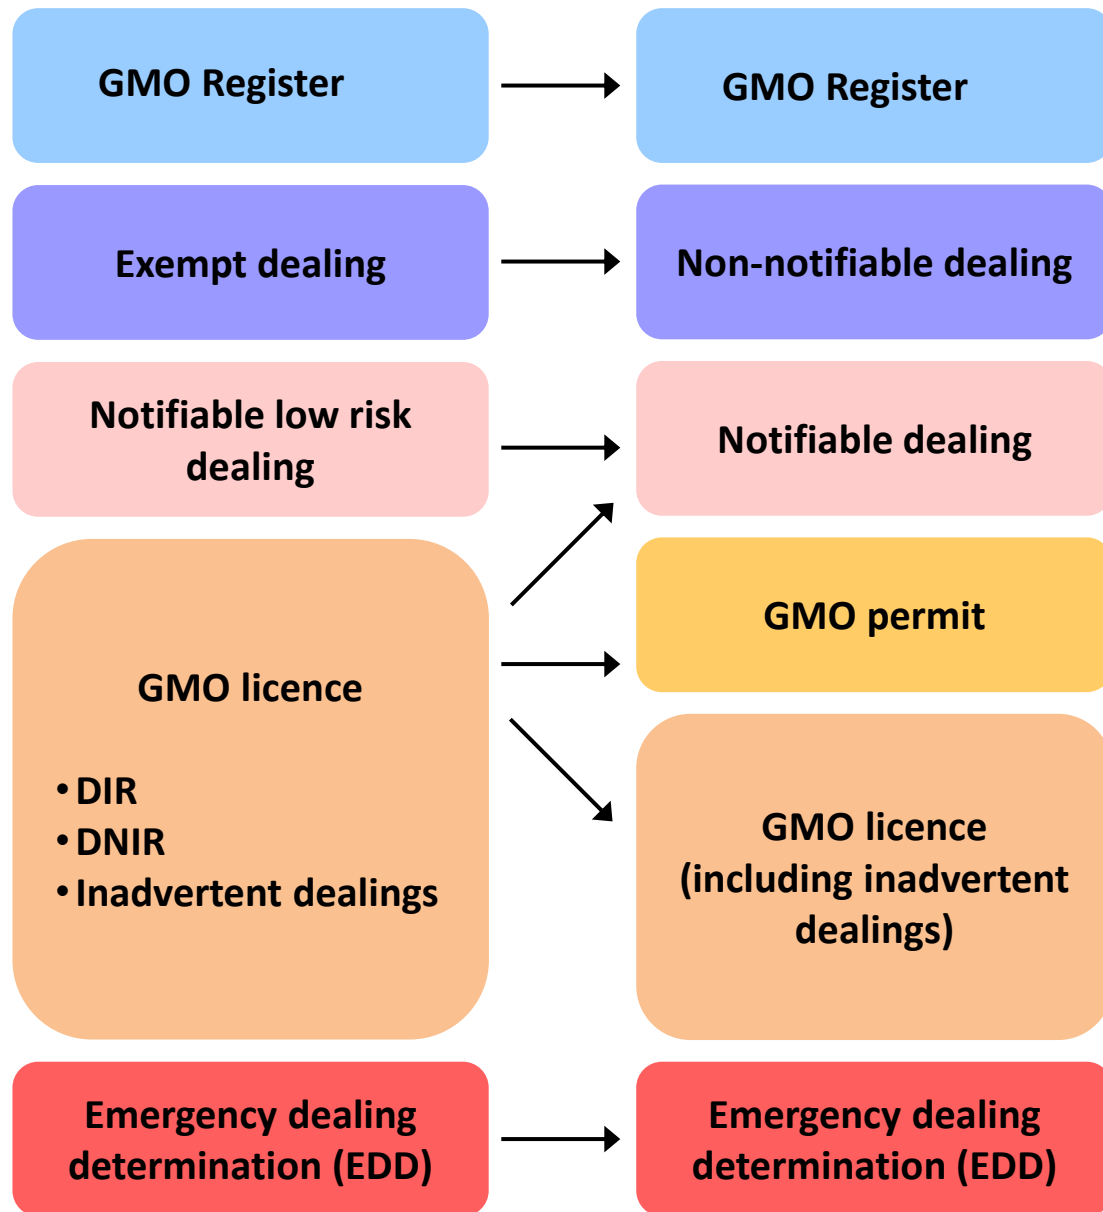 GMO Register
GMO Register
Exempt dealing
Non-notifiable dealing
Notifiable low risk
dealing
Notifiable dealing
GMO licence
• DIR
• DNIR
• Inadvertent dealings
GMO permit
GMO licence
(including inadvertent
dealings)
Emergency dealing
determination (EDD)
Emergency dealing
determination (EDD)